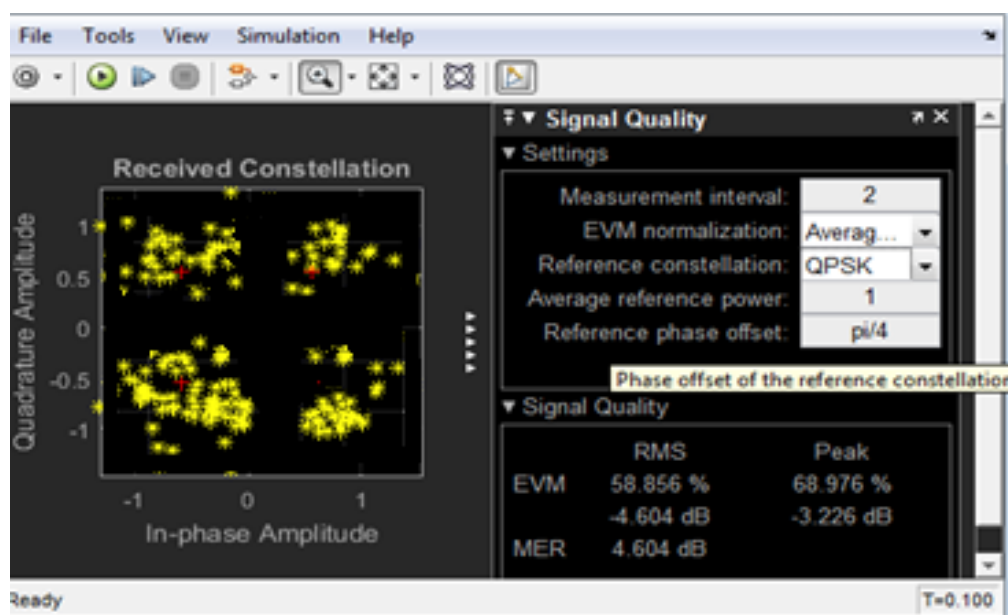 File Tools View Simulation Help
Signal Quality
Settings
Received Constellation
Measurement interval: 2
EVM normalization: Averag...
Reference constellation: QPSK
Average reference power: 1
Reference phase offset: pi/4
Phase offset of the reference constellation
Quadrature Amplitude
1
0.5
0
-0.5
-1
-1 0 1
In-phase Amplitude
Signal Quality
RMS Peak
EVM 58.856 % 68.976 %
-4.604 dB -3.226 dB
MER 4.604 dB
Ready T=0.100